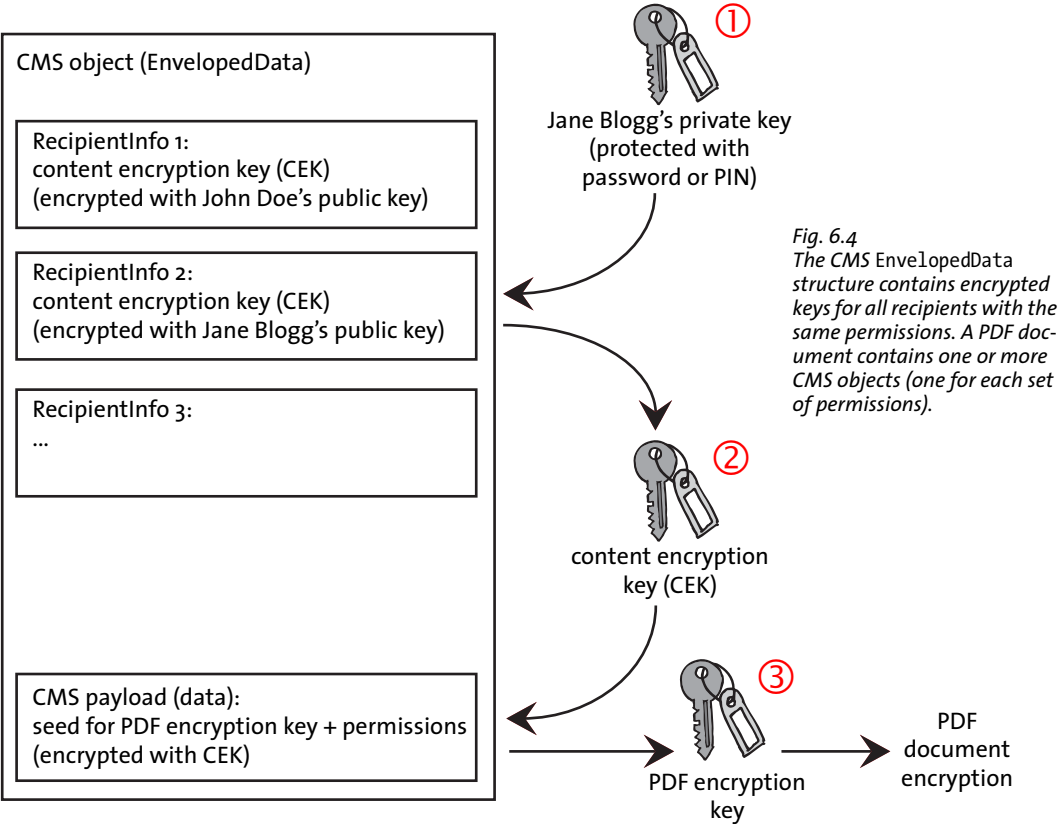 CMS object (EnvelopedData)
RecipientInfo 1:
content encryption key (CEK)
(encrypted with John Doe's public key)
RecipientInfo 2:
content encryption key (CEK)
(encrypted with Jane Blogg's public key)
RecipientInfo 3:
...
CMS payload (data):
seed for PDF encryption key + permissions
(encrypted with CEK)
①
Jane Blogg's private key
(protected with
password or PIN)
②
content encryption
key (CEK)
③
PDF encryption
key
PDF
document
encryption
Fig. 6.4
The CMS EnvelopedData
structure contains encrypted
keys for all recipients with the
same permissions. A PDF doc-
ument contains one or more
CMS objects (one for each set
of permissions).